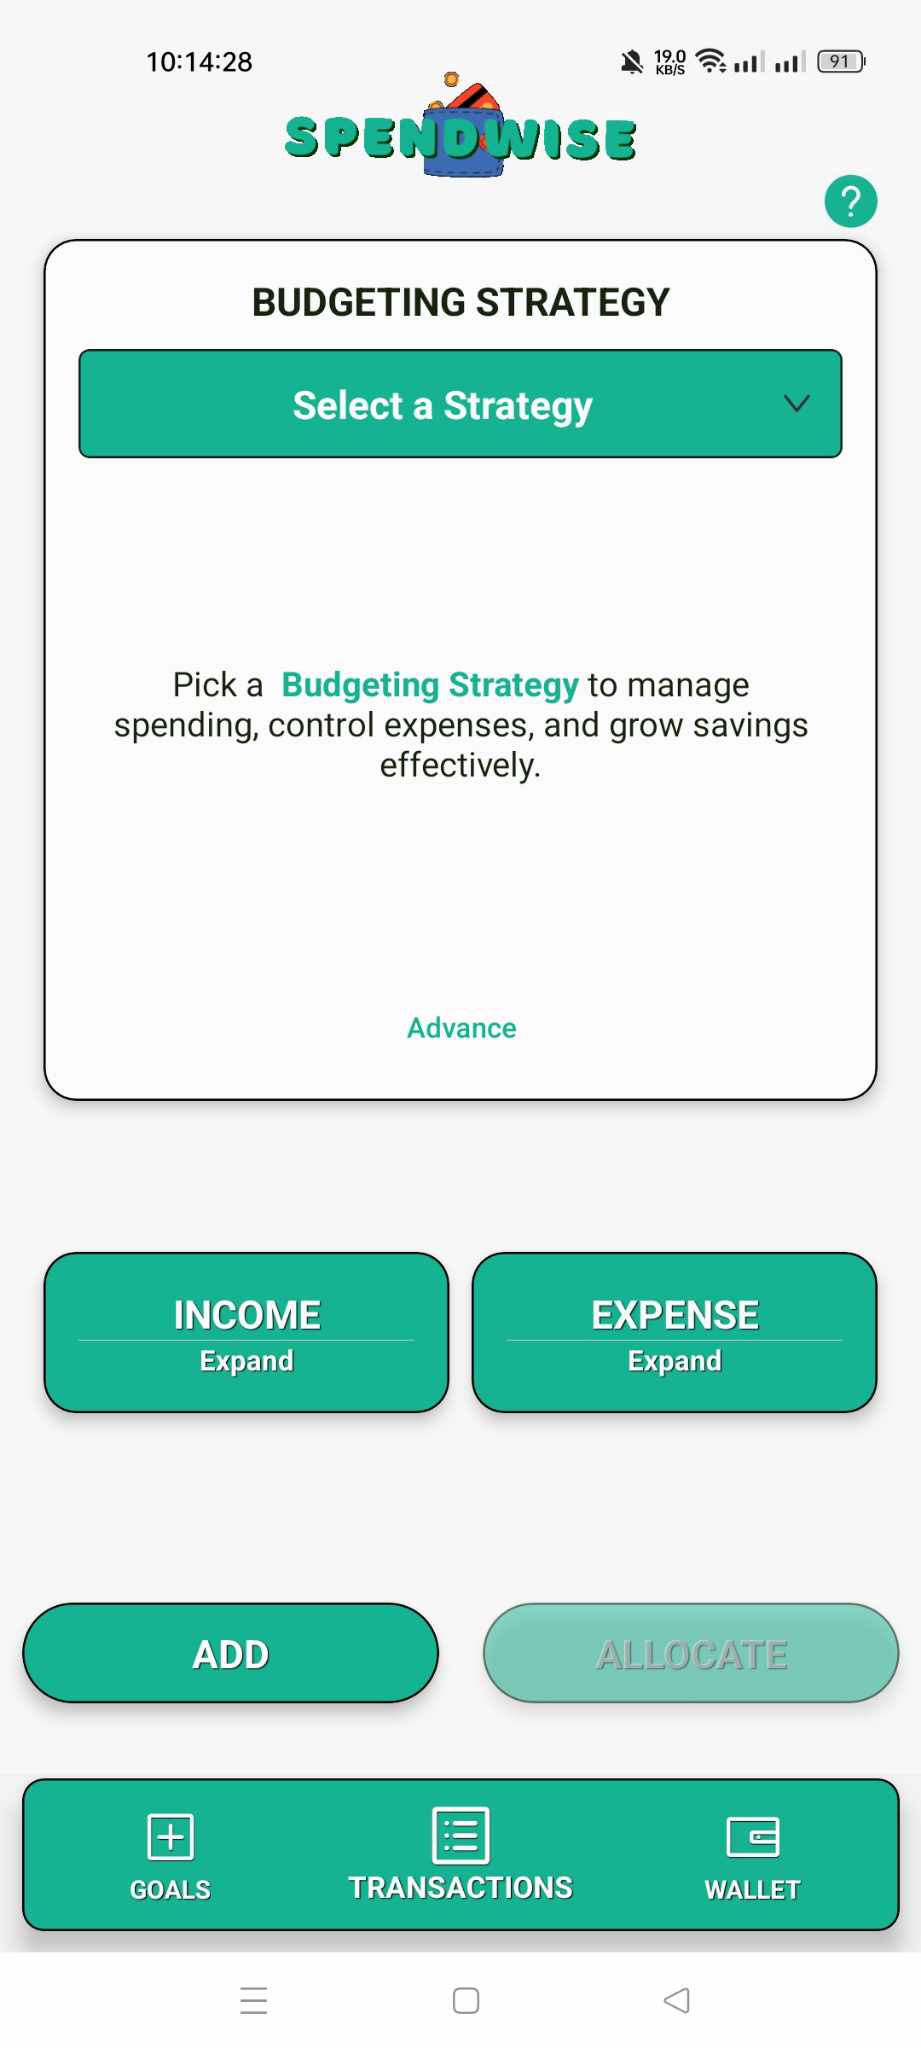 10:14:28
19.0
KB/S
91
SPENDWISE
?
BUDGETING STRATEGY
Select a Strategy
Pick a Budgeting Strategy to manage
spending, control expenses, and grow savings
effectively.
Advance
INCOME
Expand
EXPENSE
Expand
ADD
ALLOCATE
GOALS
TRANSACTIONS
WALLET